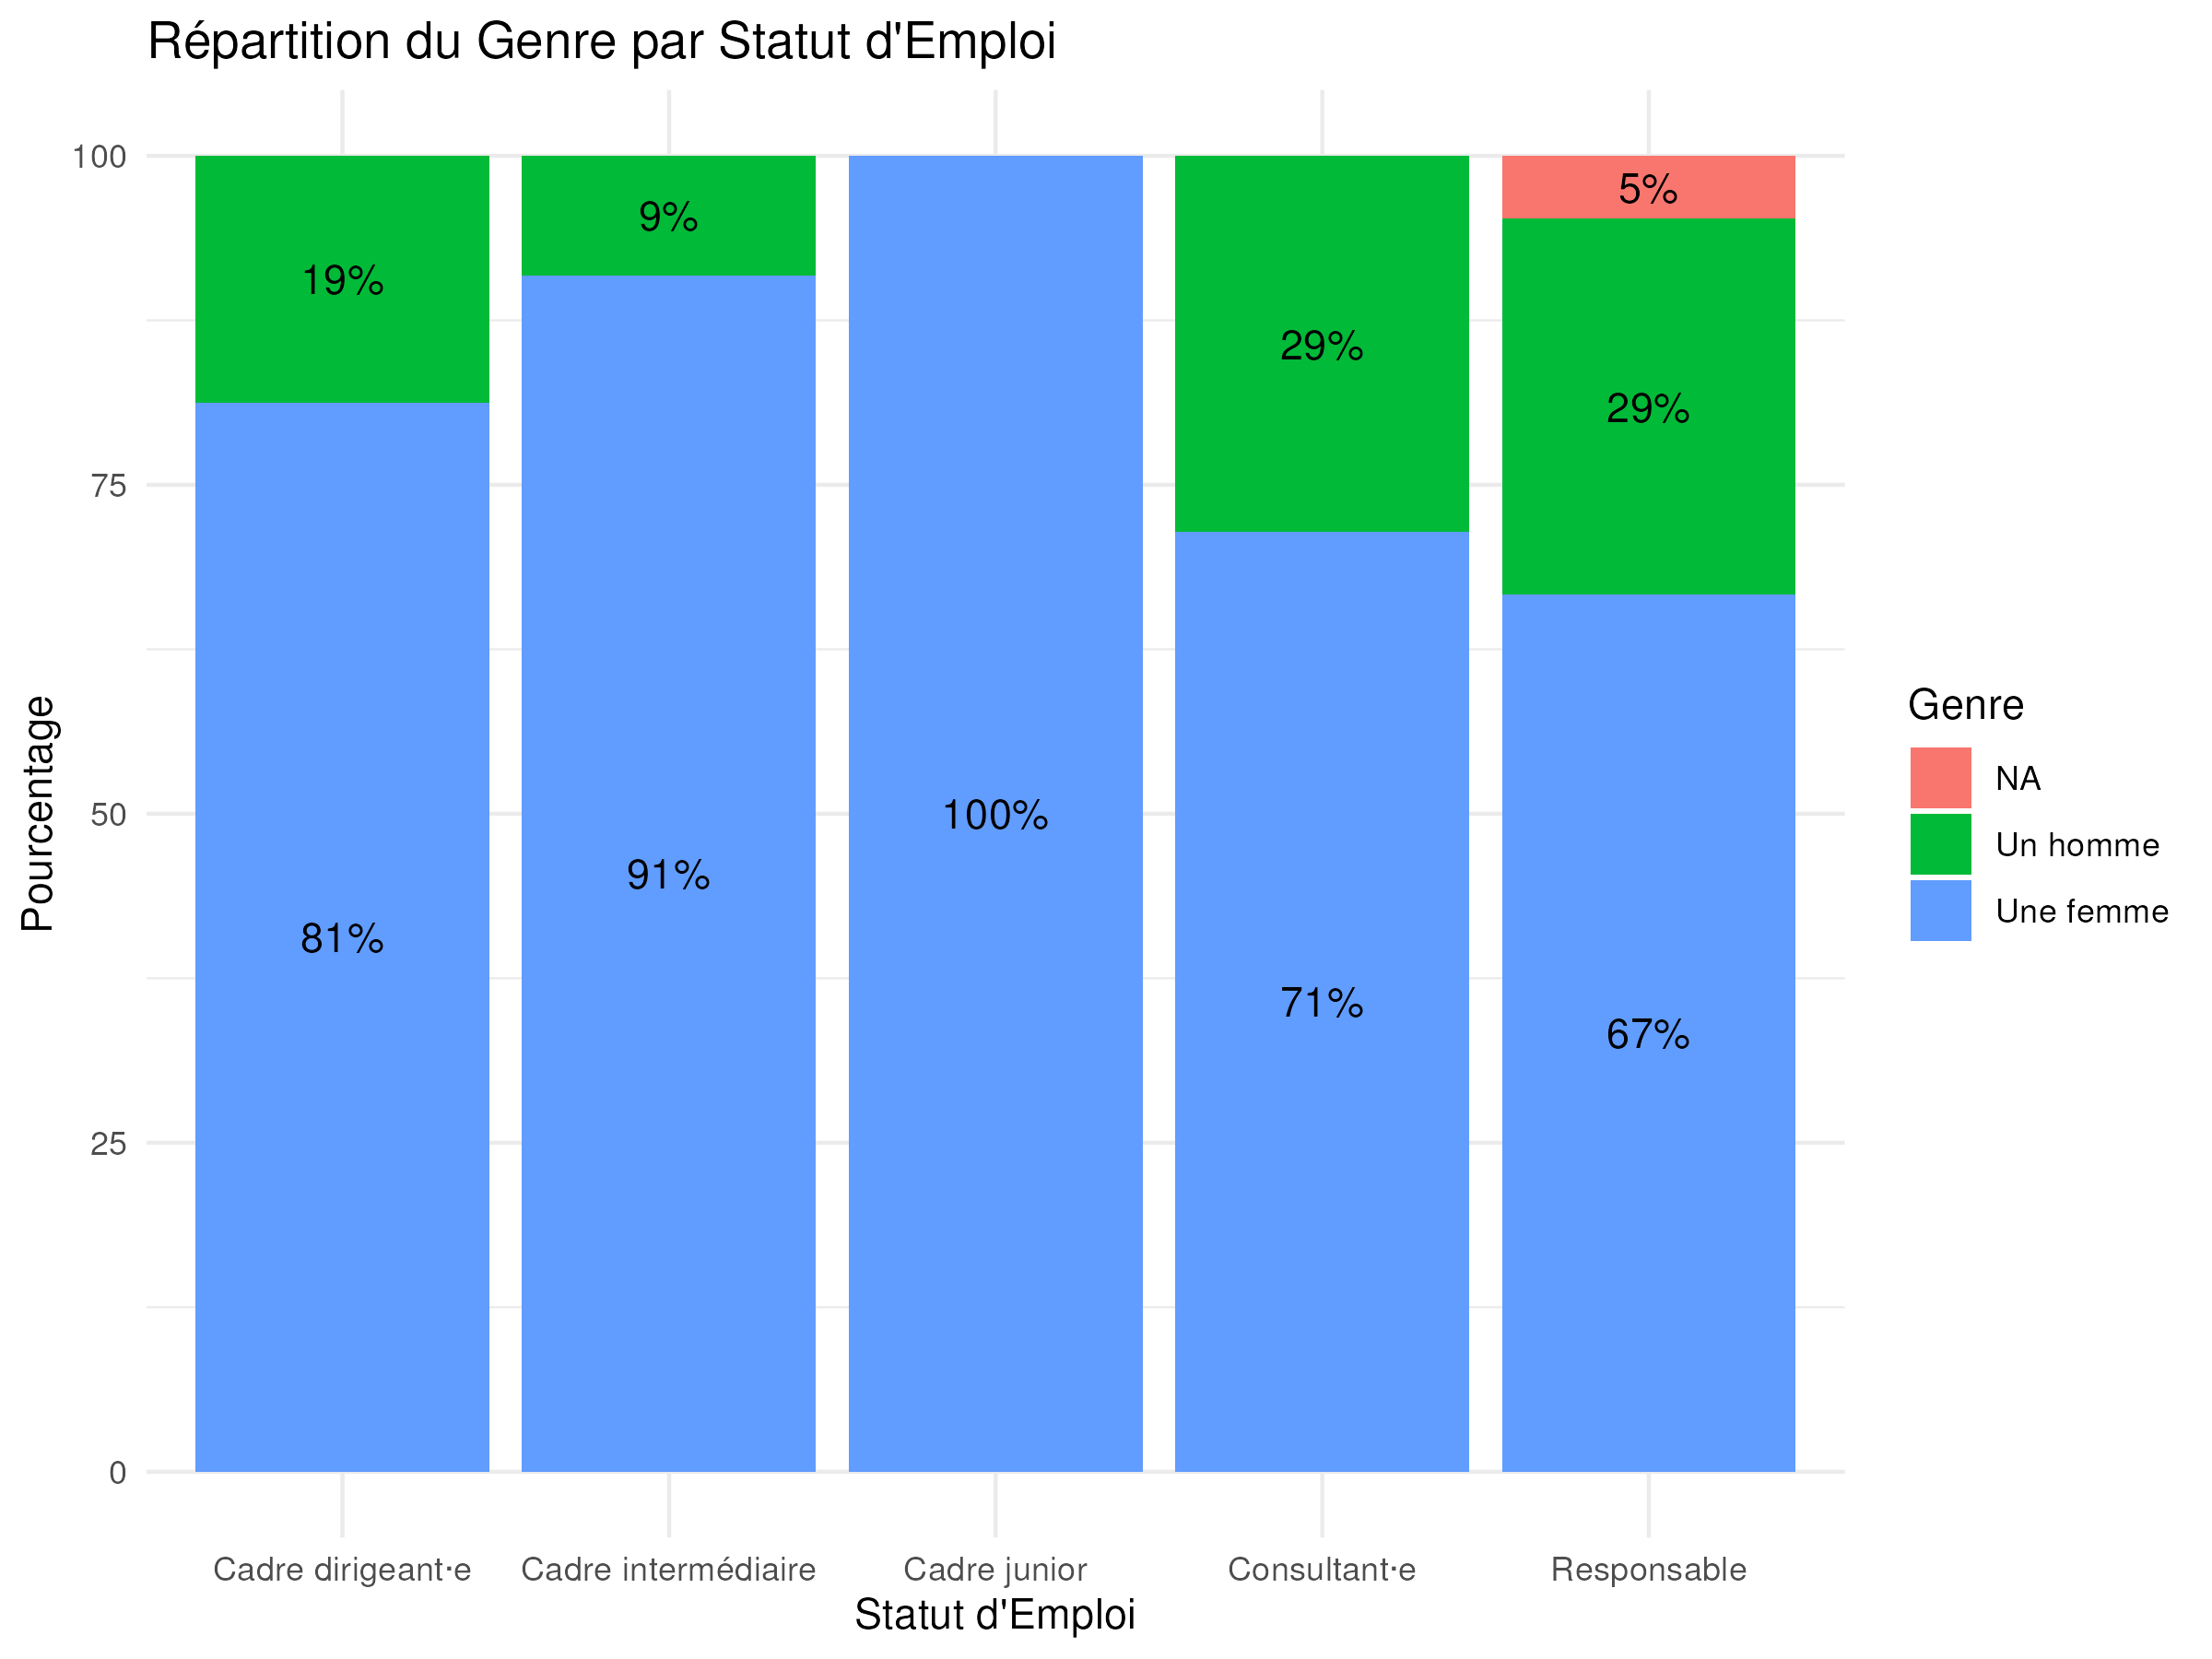 Répartition du Genre par Statut d'Emploi
Pourcentage
100
75
50
25
0
19%
81%
9%
91%
100%
29%
71%
5%
29%
67%
Cadre dirigeant·e
Cadre intermédiaire
Cadre junior
Consultant·e
Responsable
Statut d'Emploi
Genre
NA
Un homme
Une femme